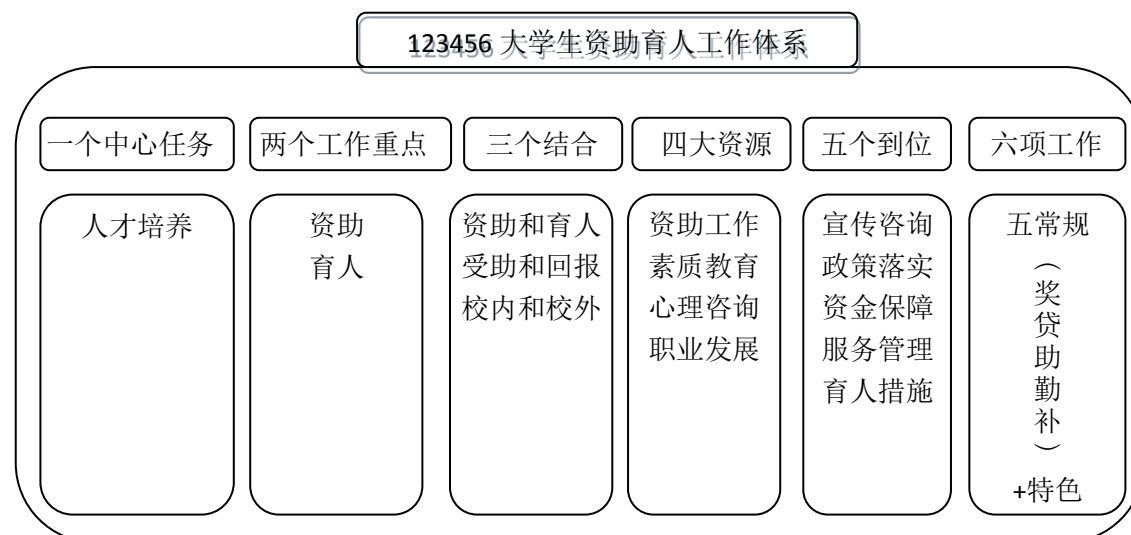 123456 大学生资助育人工作体系
一个中心任务
两个工作重点
三个结合
四大资源
五个到位
六项工作
人才培养
资助
育人
资助和育人
受助和回报
校内和校外
资助工作
素质教育
心理咨询
职业发展
宣传咨询
政策落实
资金保障
服务管理
育人措施
五常规
（奖贷助勤补）
+特色